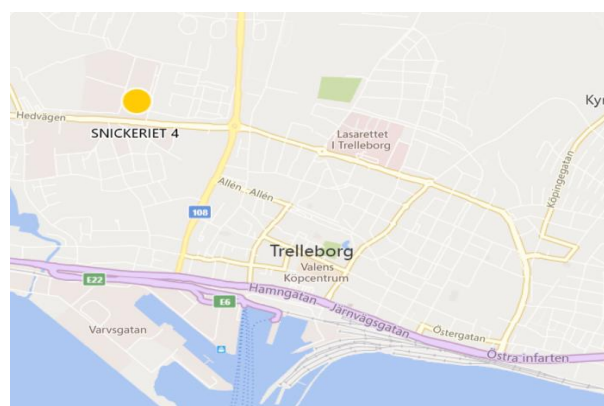 Kyr
Hedvägen
SNICKERIET 4
Lasarettet
I Trelleborg
Köpingegatan
Allén
Allén
108
Trelleborg
Valens
Köpcentrum
E22
Hamngatan
E6
Järnvägsgatan
Varvsgatan
Östergatan
Östra infarten